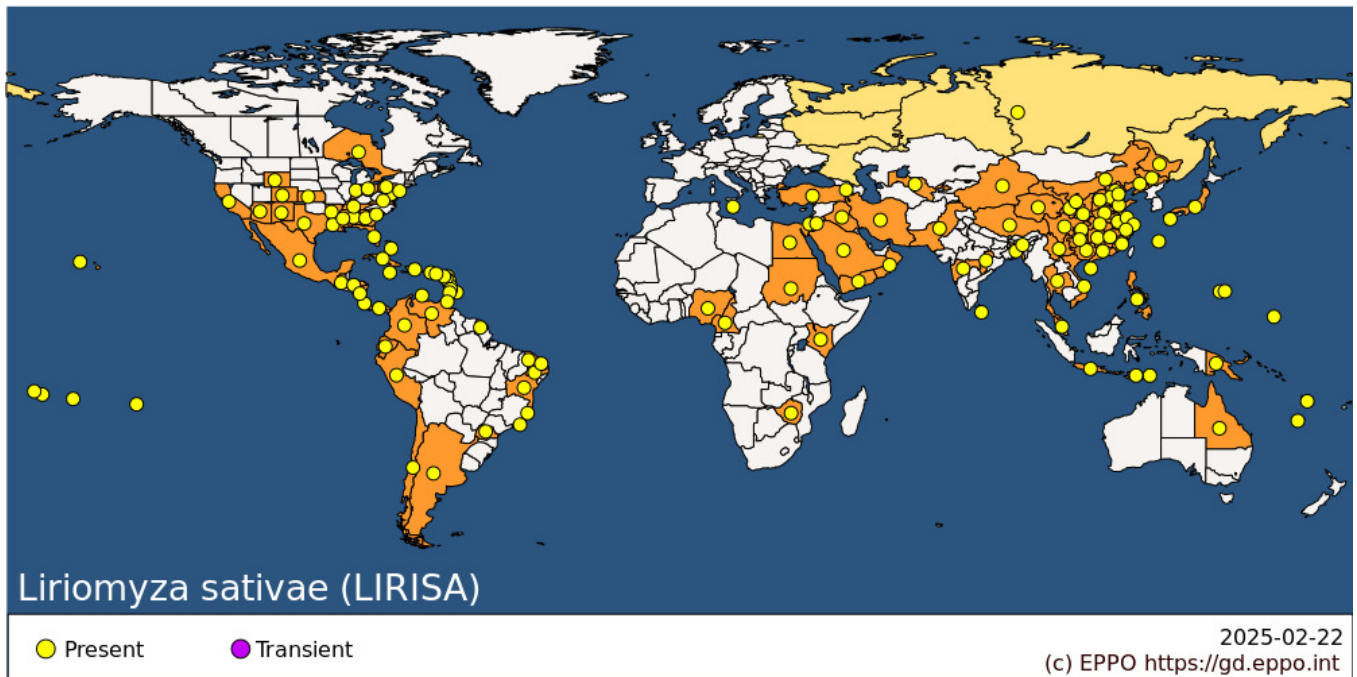 Liriomyza sativae (LIRISA)
Present
Transient
2025-02-22
(c) EPPO https://gd.eppo.int